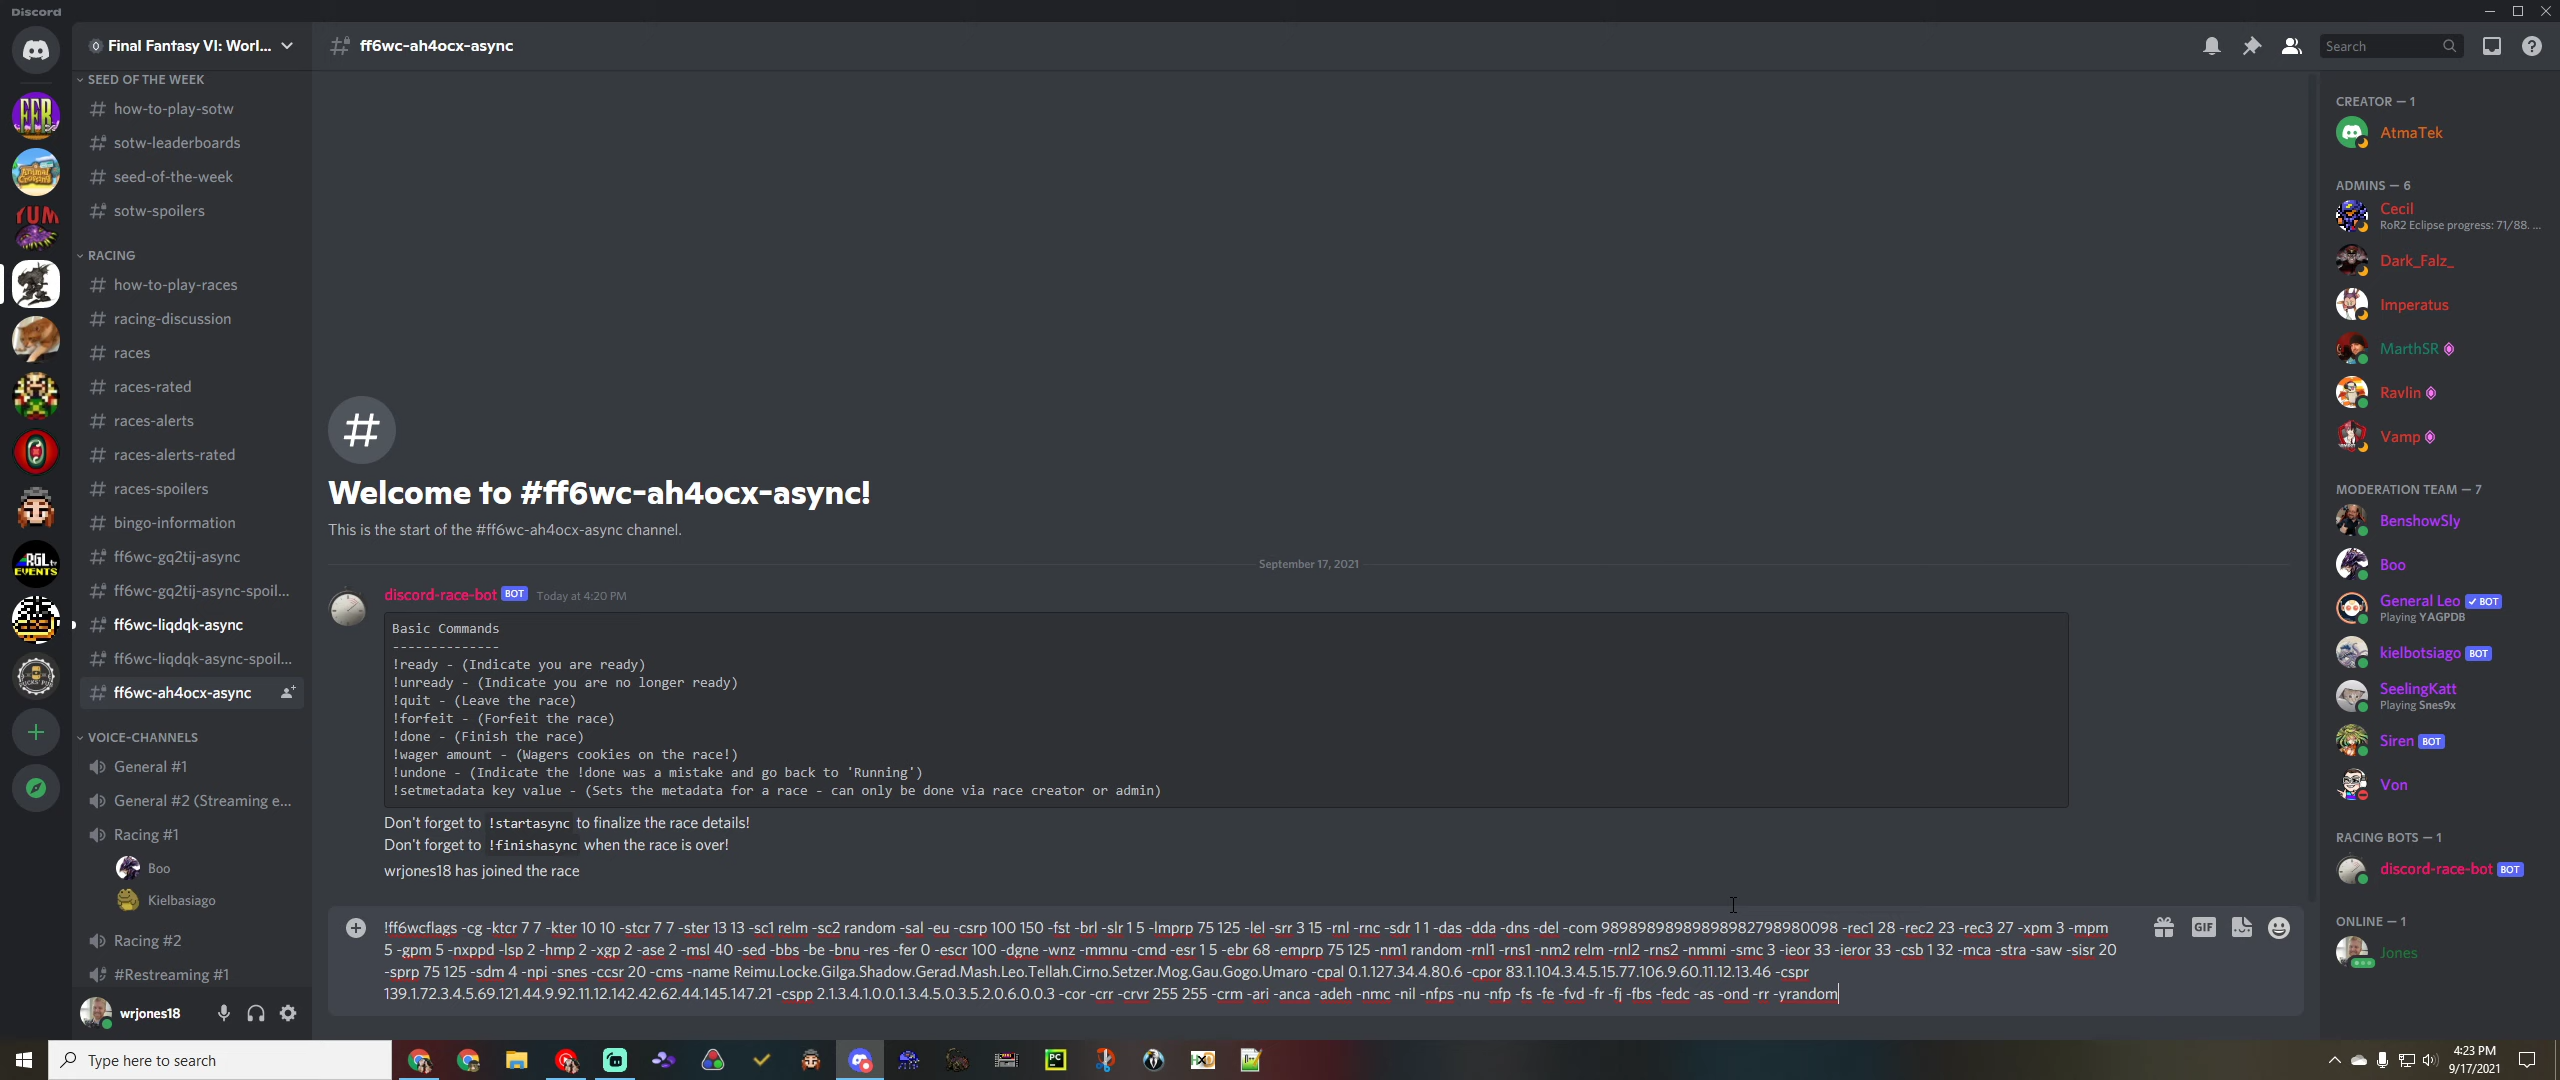 Discord
Final Fantasy VI: Worl...
SEED OF THE WEEK
how-to-play-sotw
sotw-leaderboards
seed-of-the-week
sotw-spoilers
RACING
how-to-play-races
racing-discussion
races
races-rated
races-alerts
races-alerts-rated
races-spoilers
bingo-information
ff6wc-gq2tij-async
ff6wc-gq2tij-async-spoil...
ff6wc-liqdqk-async
ff6wc-liqdqk-async-spoil...
ff6wc-ah4ocx-async
VOICE-CHANNELS
General #1
General #2 (Streaming e...
Racing #1
Boo
Kielbasiago
Racing #2
#Restreaming #1
wrjones18
FFR
YUM
RGL
EVENTS
ff6wc-ah4ocx-async
Search
Welcome to #ff6wc-ah4ocx-async!
This is the start of the #ff6wc-ah4ocx-async channel.
September 17, 2021
discord-race-bot BOT Today at 4:20 PM
Basic Commands
--------------
!ready - (Indicate you are ready)
!unready - (Indicate you are no longer ready)
!quit - (Leave the race)
!forfeit - (Forfeit the race)
!done - (Finish the race)
!wager amount - (Wagers cookies on the race!)
!undone - (Indicate the !done was a mistake and go back to 'Running')
!setmetadata key value - (Sets the metadata for a race - can only be done via race creator or admin)
Don't forget to !startasync to finalize the race details!
Don't forget to !finishasync when the race is over!
wrjones18 has joined the race
!ff6wcflags -cg -ktcr 7 7 -kter 10 10 -stcr 7 7 -ster 13 13 -sc1 relm -sc2 random -sal -eu -csrp 100 150 -fst -brl -slr 1 5 -lmprp 75 125 -lel -srr 3 15 -rnl -rnc -sdr 1 1 -das -dda -dns -del -com 98989898989898982798980098 -rec1 28 -rec2 23 -rec3 27 -xpm 3 -mpm
5 -gpm 5 -nxppd -lsp 2 -hmp 2 -xgp 2 -ase 2 -msl 40 -sed -bbs -be -bnu -res -fer 0 -escr 100 -dgne -wnz -mmnu -cmd -esr 1 5 -ebr 68 -emprp 75 125 -nm1 random -rnl1 -rns1 -nm2 relm -rnl2 -rns2 -nmmi -smc 3 -ieor 33 -ieror 33 -csb 1 32 -mca -stra -saw -sisr 20
-sprp 75 125 -sdm 4 -npi -snes -ccsr 20 -cms -name Reimu.Locke.Gilga.Shadow.Gerad.Mash.Leo.Tellah.Cirno.Setzer.Mog.Gau.Gogo.Umaro -cpal 0.1.127.34.4.80.6 -cpor 83.1.104.3.4.5.15.77.106.9.60.11.12.13.46 -cspr
139.1.72.3.4.5.69.121.44.9.92.11.12.142.42.62.44.145.147.21 -cspp 2.1.3.4.1.0.0.1.3.4.5.0.3.5.2.0.6.0.0.3 -cor -crr -crvr 255 255 -crm -ari -anca -adeh -nmc -nil -nfps -nu -nfp -fs -fe -fvd -fr -fj -fbs -fedc -as -ond -rr -yrandom
GIF
CREATOR — 1
AtmaTek
ADMINS — 6
Cecil
RoR2 Eclipse progress: 71/88. ...
Dark_Falz_
Imperatus
MarthSR
Ravlin
Vamp
MODERATION TEAM — 7
BenshowSly
Boo
General Leo BOT
Playing YAGPDB
kielbotsiago BOT
SeelingKatt
Playing Snes9x
Siren BOT
Von
RACING BOTS — 1
discord-race-bot BOT
ONLINE — 1
Jones
Type here to search
PC
4:23 PM
9/17/2021